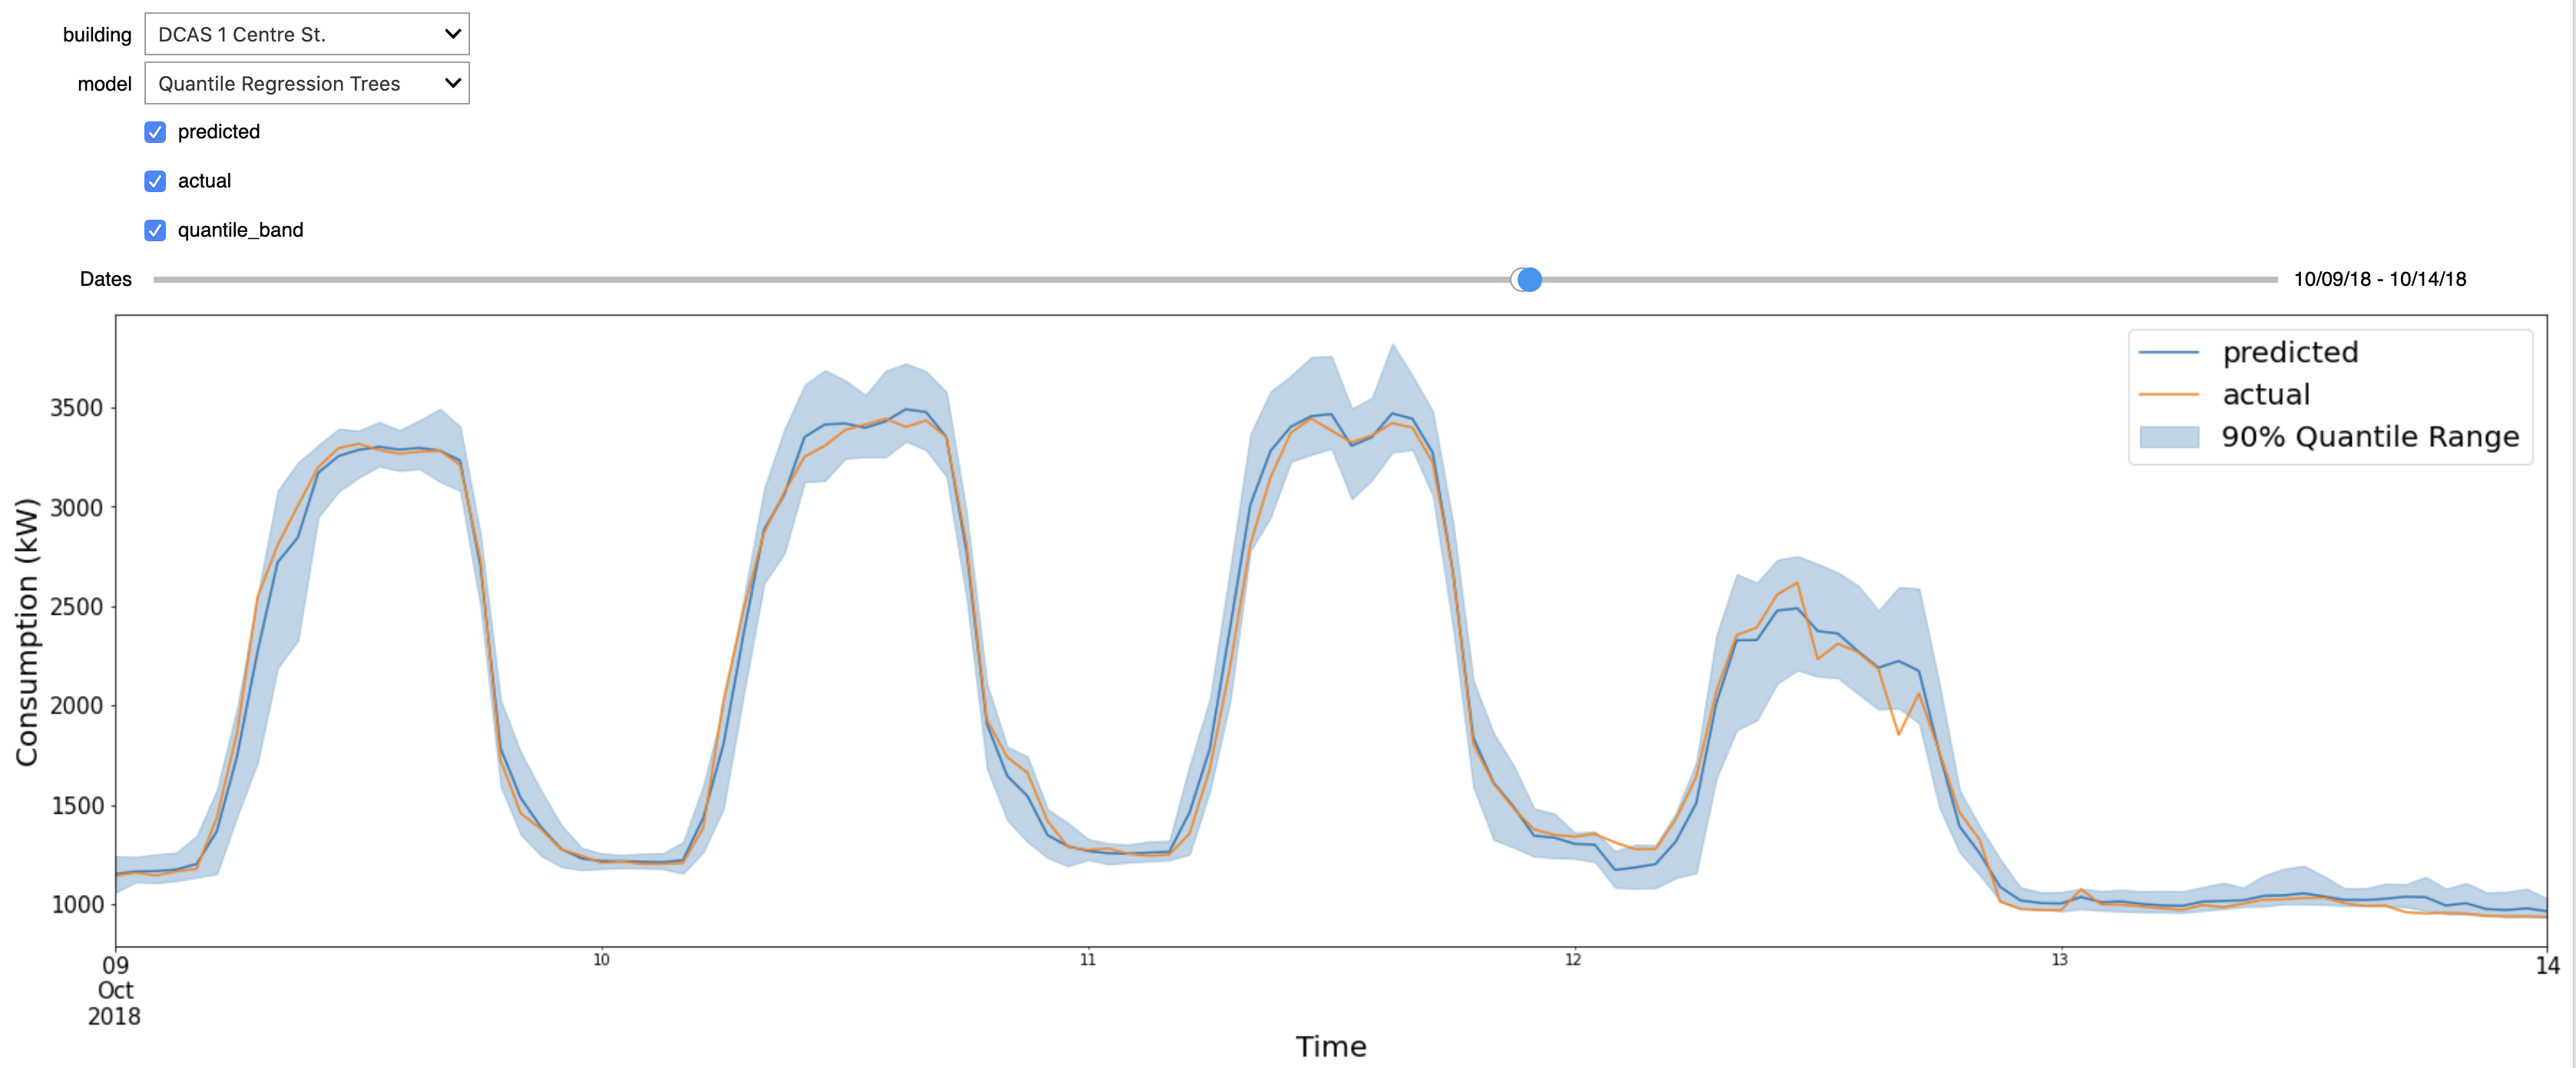 building DCAS 1 Centre St.
model Quantile Regression Trees
predicted
actual
quantile_band
Dates 10/09/18 - 10/14/18
predicted
actual
90% Quantile Range
3500
3000
2500
2000
1500
1000
Consumption (kW)
09 10 11 12 13 14
Oct
2018
Time